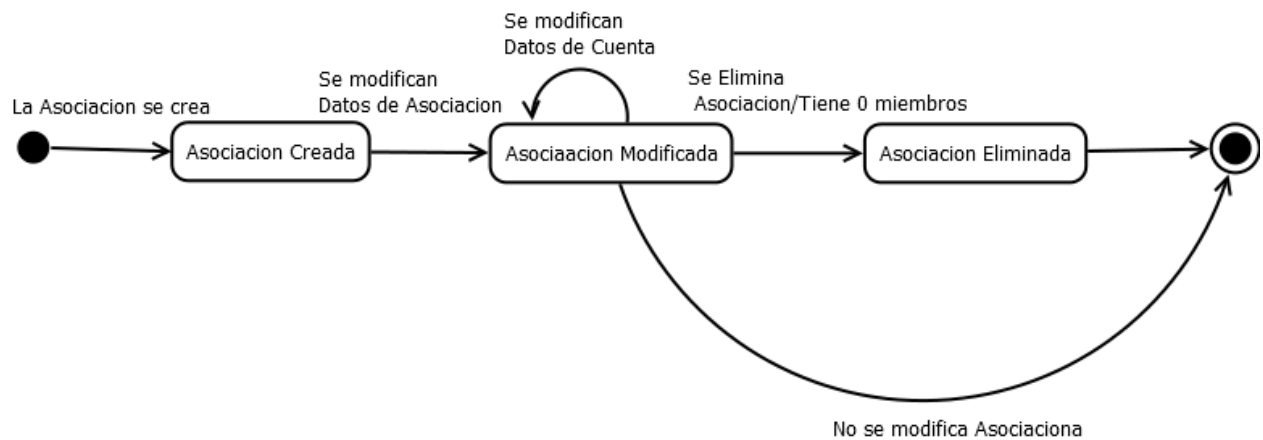 Se modifican
Datos de Cuenta
Se modifican
Datos de Asociacion
Se Elimina
Asociacion/Tiene 0 miembros
La Asociacion se crea
Asociacion Creada
Asociaacion Modificada
Asociacion Eliminada
No se modifica Asociaciona